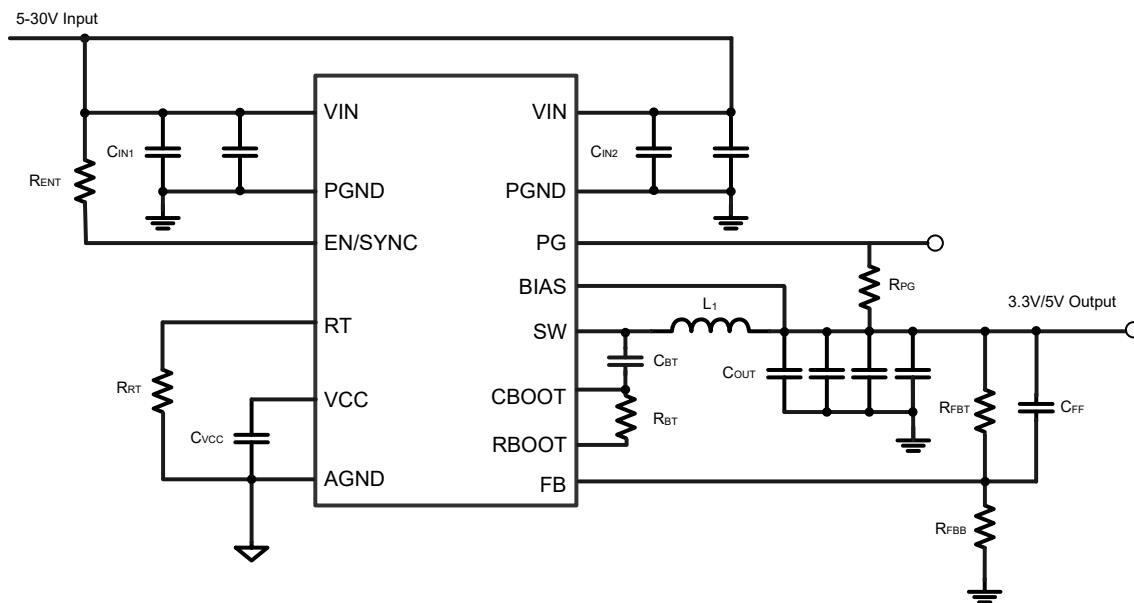 5-30V Input
VIN
VIN
CIN1
CIN2
RENT
PGND
PGND
EN/SYNC
PG
BIAS
RPG
L1
3.3V/5V Output
RT
SW
CBT
COUT
RRT
CBOOT
RBT
RFBT
CFF
VCC
CVCC
RBOOT
AGND
FB
RFBB